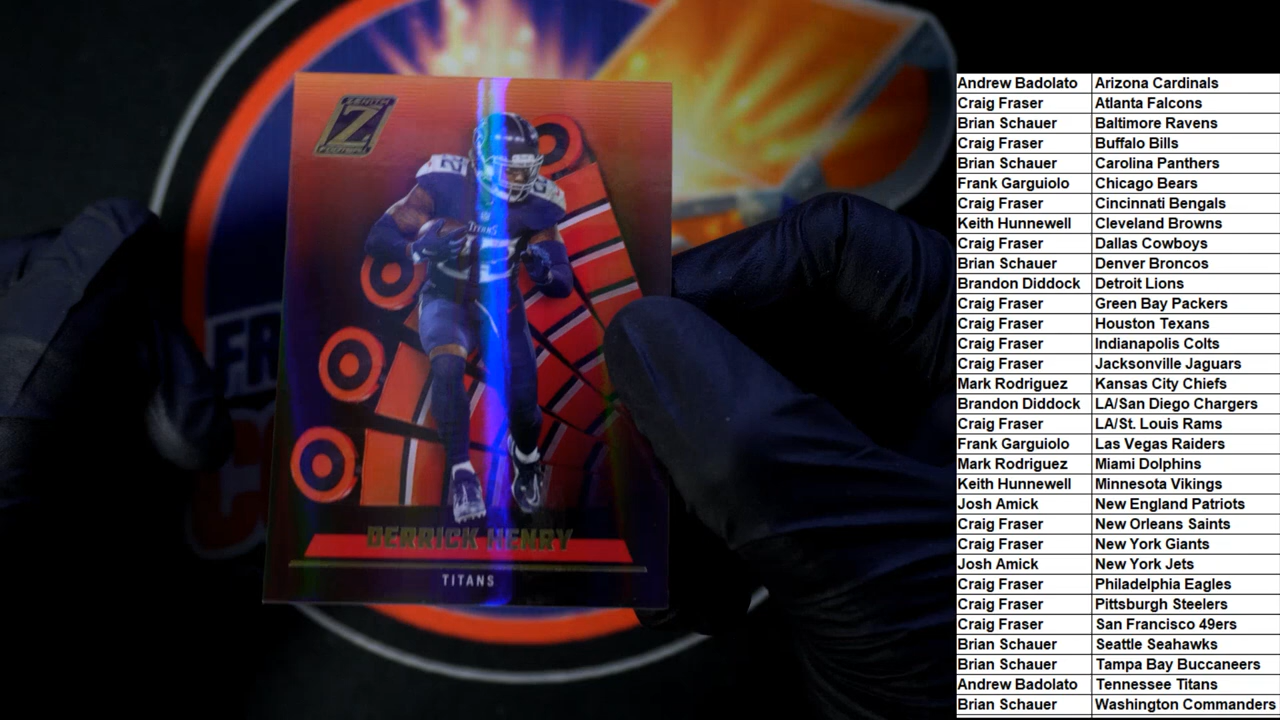 ZENITH
Z
FOOTBALL
TITANS
DERRICK HENRY
TITANS
Andrew Badolato Arizona Cardinals
Craig Fraser Atlanta Falcons
Brian Schauer Baltimore Ravens
Craig Fraser Buffalo Bills
Brian Schauer Carolina Panthers
Frank Garguiolo Chicago Bears
Craig Fraser Cincinnati Bengals
Keith Hunnewell Cleveland Browns
Craig Fraser Dallas Cowboys
Brian Schauer Denver Broncos
Brandon Diddock Detroit Lions
Craig Fraser Green Bay Packers
Craig Fraser Houston Texans
Craig Fraser Indianapolis Colts
Craig Fraser Jacksonville Jaguars
Mark Rodriguez Kansas City Chiefs
Brandon Diddock LA/San Diego Chargers
Craig Fraser LA/St. Louis Rams
Frank Garguiolo Las Vegas Raiders
Mark Rodriguez Miami Dolphins
Keith Hunnewell Minnesota Vikings
Josh Amick New England Patriots
Craig Fraser New Orleans Saints
Craig Fraser New York Giants
Josh Amick New York Jets
Craig Fraser Philadelphia Eagles
Craig Fraser Pittsburgh Steelers
Craig Fraser San Francisco 49ers
Brian Schauer Seattle Seahawks
Brian Schauer Tampa Bay Buccaneers
Andrew Badolato Tennessee Titans
Brian Schauer Washington Commanders